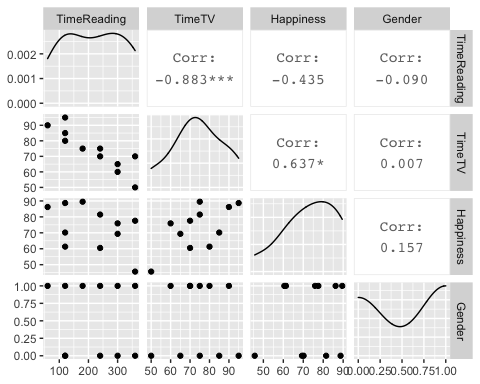 TimeReading TimeTV Happiness Gender
0.002
0.001
0.000
Corr:
-0.883***
Corr:
-0.435
Corr:
-0.090
TimeReading
90
80
70
60
50
Corr:
0.637*
Corr:
0.007
TimeTV
90
80
70
60
50
Corr:
0.157
Happiness
1.00
0.75
0.50
0.25
0.00
Gender
100 200 300 50 60 70 80 90 50 60 70 80 90 0.00 0.25 0.50 0.75 1.00